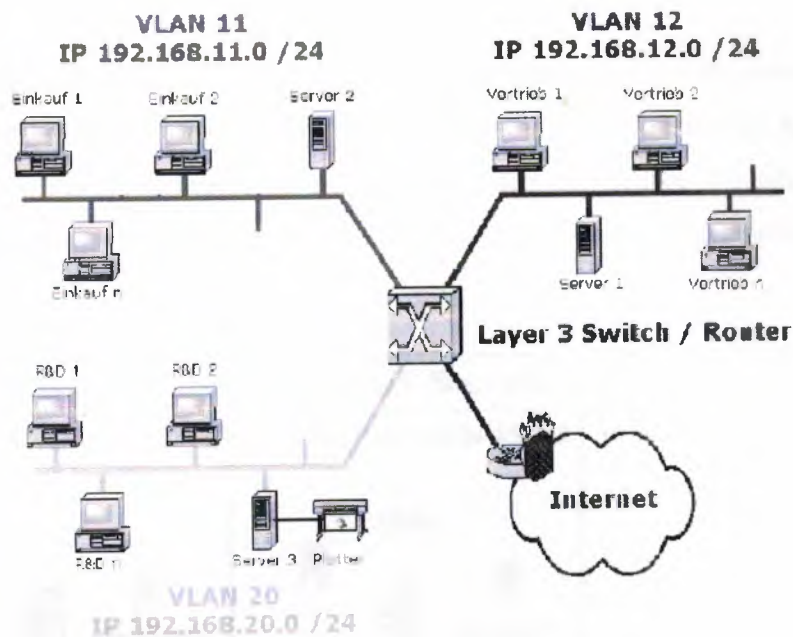 VLAN 11
IP 192.168.11.0 /24
Einkauf 1
Einkauf 2
Server 2
Einkauf n
VLAN 12
IP 192.168.12.0 /24
Vertrieb 1
Vertrieb 2
Server 1
Vertrieb n
Layer 3 Switch / Router
R&D 1
R&D 2
R&D n
Server 3
Plotter
VLAN 20
IP 192.168.20.0 /24
Internet